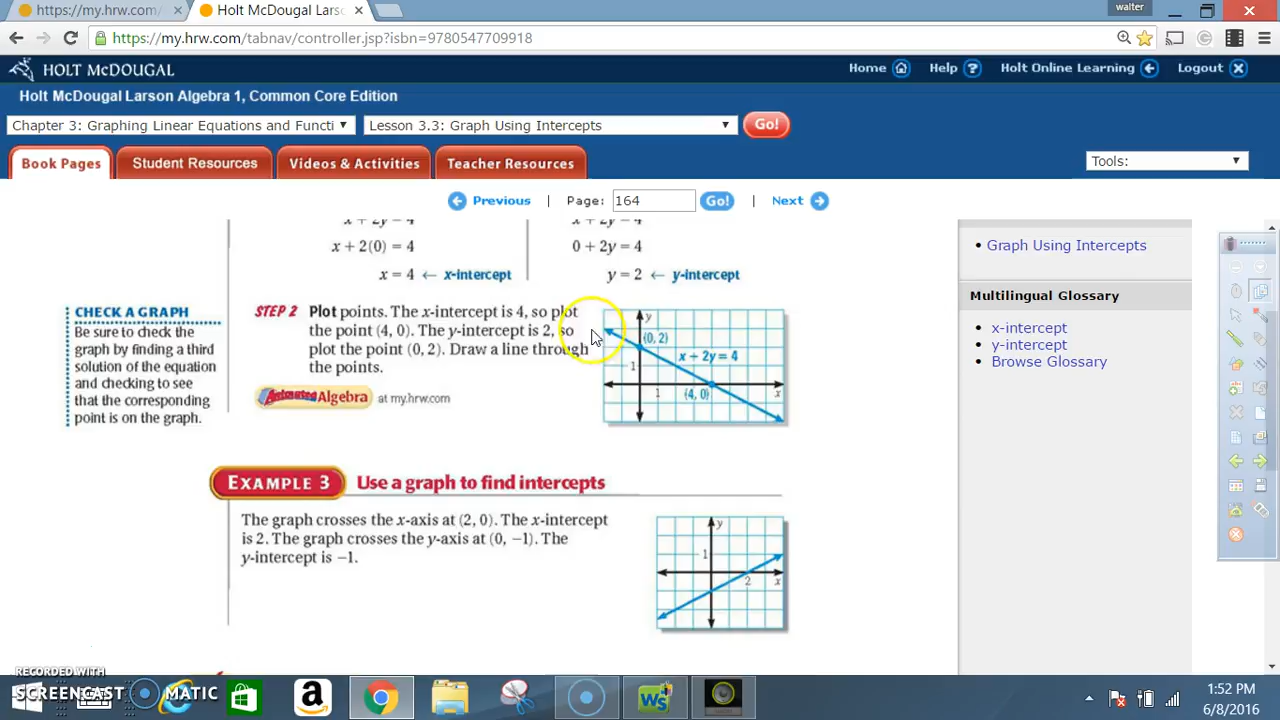 https://my.hrw.com/ ×
Holt McDougal Lars ×
walter
https://my.hrw.com/tabnav/controller.jsp?isbn=9780547709918
HOLT MCDOUGAL
Home
Help ?
Holt Online Learning
Logout
Holt McDougal Larson Algebra 1, Common Core Edition
Chapter 3: Graphing Linear Equations and Functi
Lesson 3.3: Graph Using Intercepts
Go!
Book Pages
Student Resources
Videos & Activities
Teacher Resources
Tools:
Previous | Page: 164 Go! | Next
x + 2y = 4
x + 2y = 4
x + 2(0) = 4
0 + 2y = 4
x = 4 ← x-intercept
y = 2 ← y-intercept
CHECK A GRAPH
Be sure to check the
graph by finding a third
solution of the equation
and checking to see
that the corresponding
point is on the graph.
STEP 2 Plot points. The x-intercept is 4, so plot
the point (4, 0). The y-intercept is 2, so
plot the point (0, 2). Draw a line through
the points.
Animated Algebra at my.hrw.com
y
(0, 2)
x + 2y = 4
1
1
(4, 0)
x
EXAMPLE 3 Use a graph to find intercepts
The graph crosses the x-axis at (2, 0). The x-intercept
is 2. The graph crosses the y-axis at (0, −1). The
y-intercept is −1.
y
1
2
x
• Graph Using Intercepts
Multilingual Glossary
• x-intercept
• y-intercept
• Browse Glossary
RECORDED WITH
SCREENCAST MATIC
a
WS
1:52 PM
6/8/2016